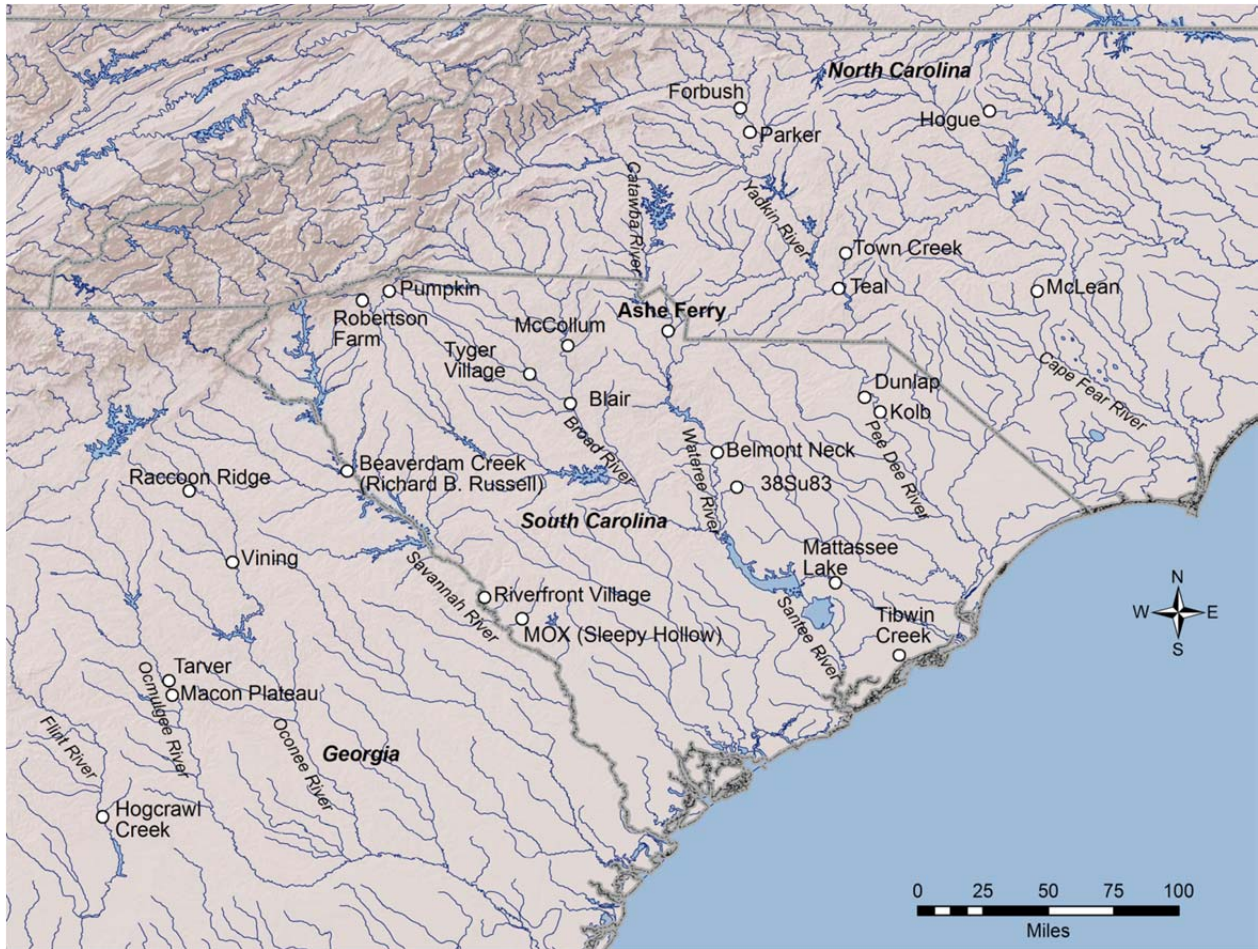 North Carolina
Forbush
Parker
Hogue
Catawba River
Yadkin River
Town Creek
Teal
McLean
Pumpkin
Robertson
Farm
Ashe Ferry
McCollum
Tyger
Village
Blair
Broad River
Cape Fear River
Dunlap
Kolb
Pee Dee River
Wateree River
Belmont Neck
38Su83
Raccoon Ridge
Beaverdam Creek
(Richard B. Russell)
South Carolina
Vining
Savannah River
Riverfront Village
MOX (Sleepy Hollow)
Mattassee
Lake
Santee River
Tibwin
Creek
N
W
E
S
Tarver
Macon Plateau
Flint River
Ocmulgee River
Oconee River
Georgia
Hogcrawl
Creek
0 25 50 75 100
Miles